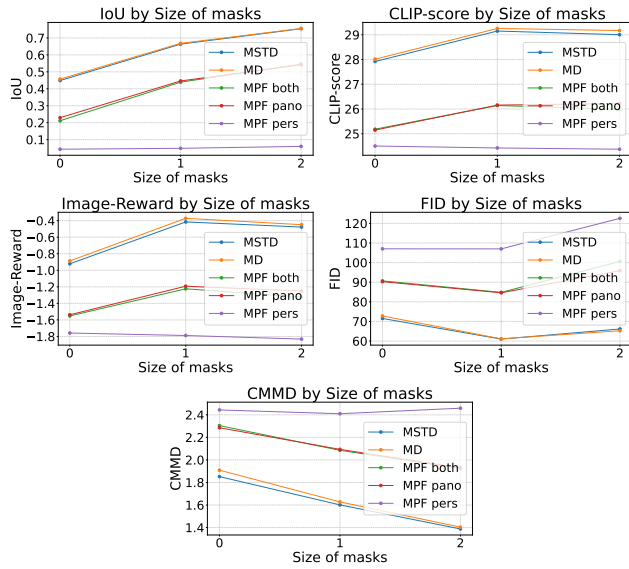 IoU by Size of masks
0.7
0.6
0.5
0.4
0.3
0.2
0.1
IoU
MSTD
MD
MPF both
MPF pano
MPF pers
0 1 2
Size of masks
CLIP-score by Size of masks
29
28
27
26
25
CLIP-score
MSTD
MD
MPF both
MPF pano
MPF pers
0 1 2
Size of masks
Image-Reward by Size of masks
−0.4
−0.6
−0.8
−1.0
−1.2
−1.4
−1.6
−1.8
Image-Reward
MSTD
MD
MPF both
MPF pano
MPF pers
0 1 2
Size of masks
FID by Size of masks
120
110
100
90
80
70
60
FID
MSTD
MD
MPF both
MPF pano
MPF pers
0 1 2
Size of masks
CMMD by Size of masks
2.4
2.2
2.0
1.8
1.6
1.4
CMMD
MSTD
MD
MPF both
MPF pano
MPF pers
0 1 2
Size of masks